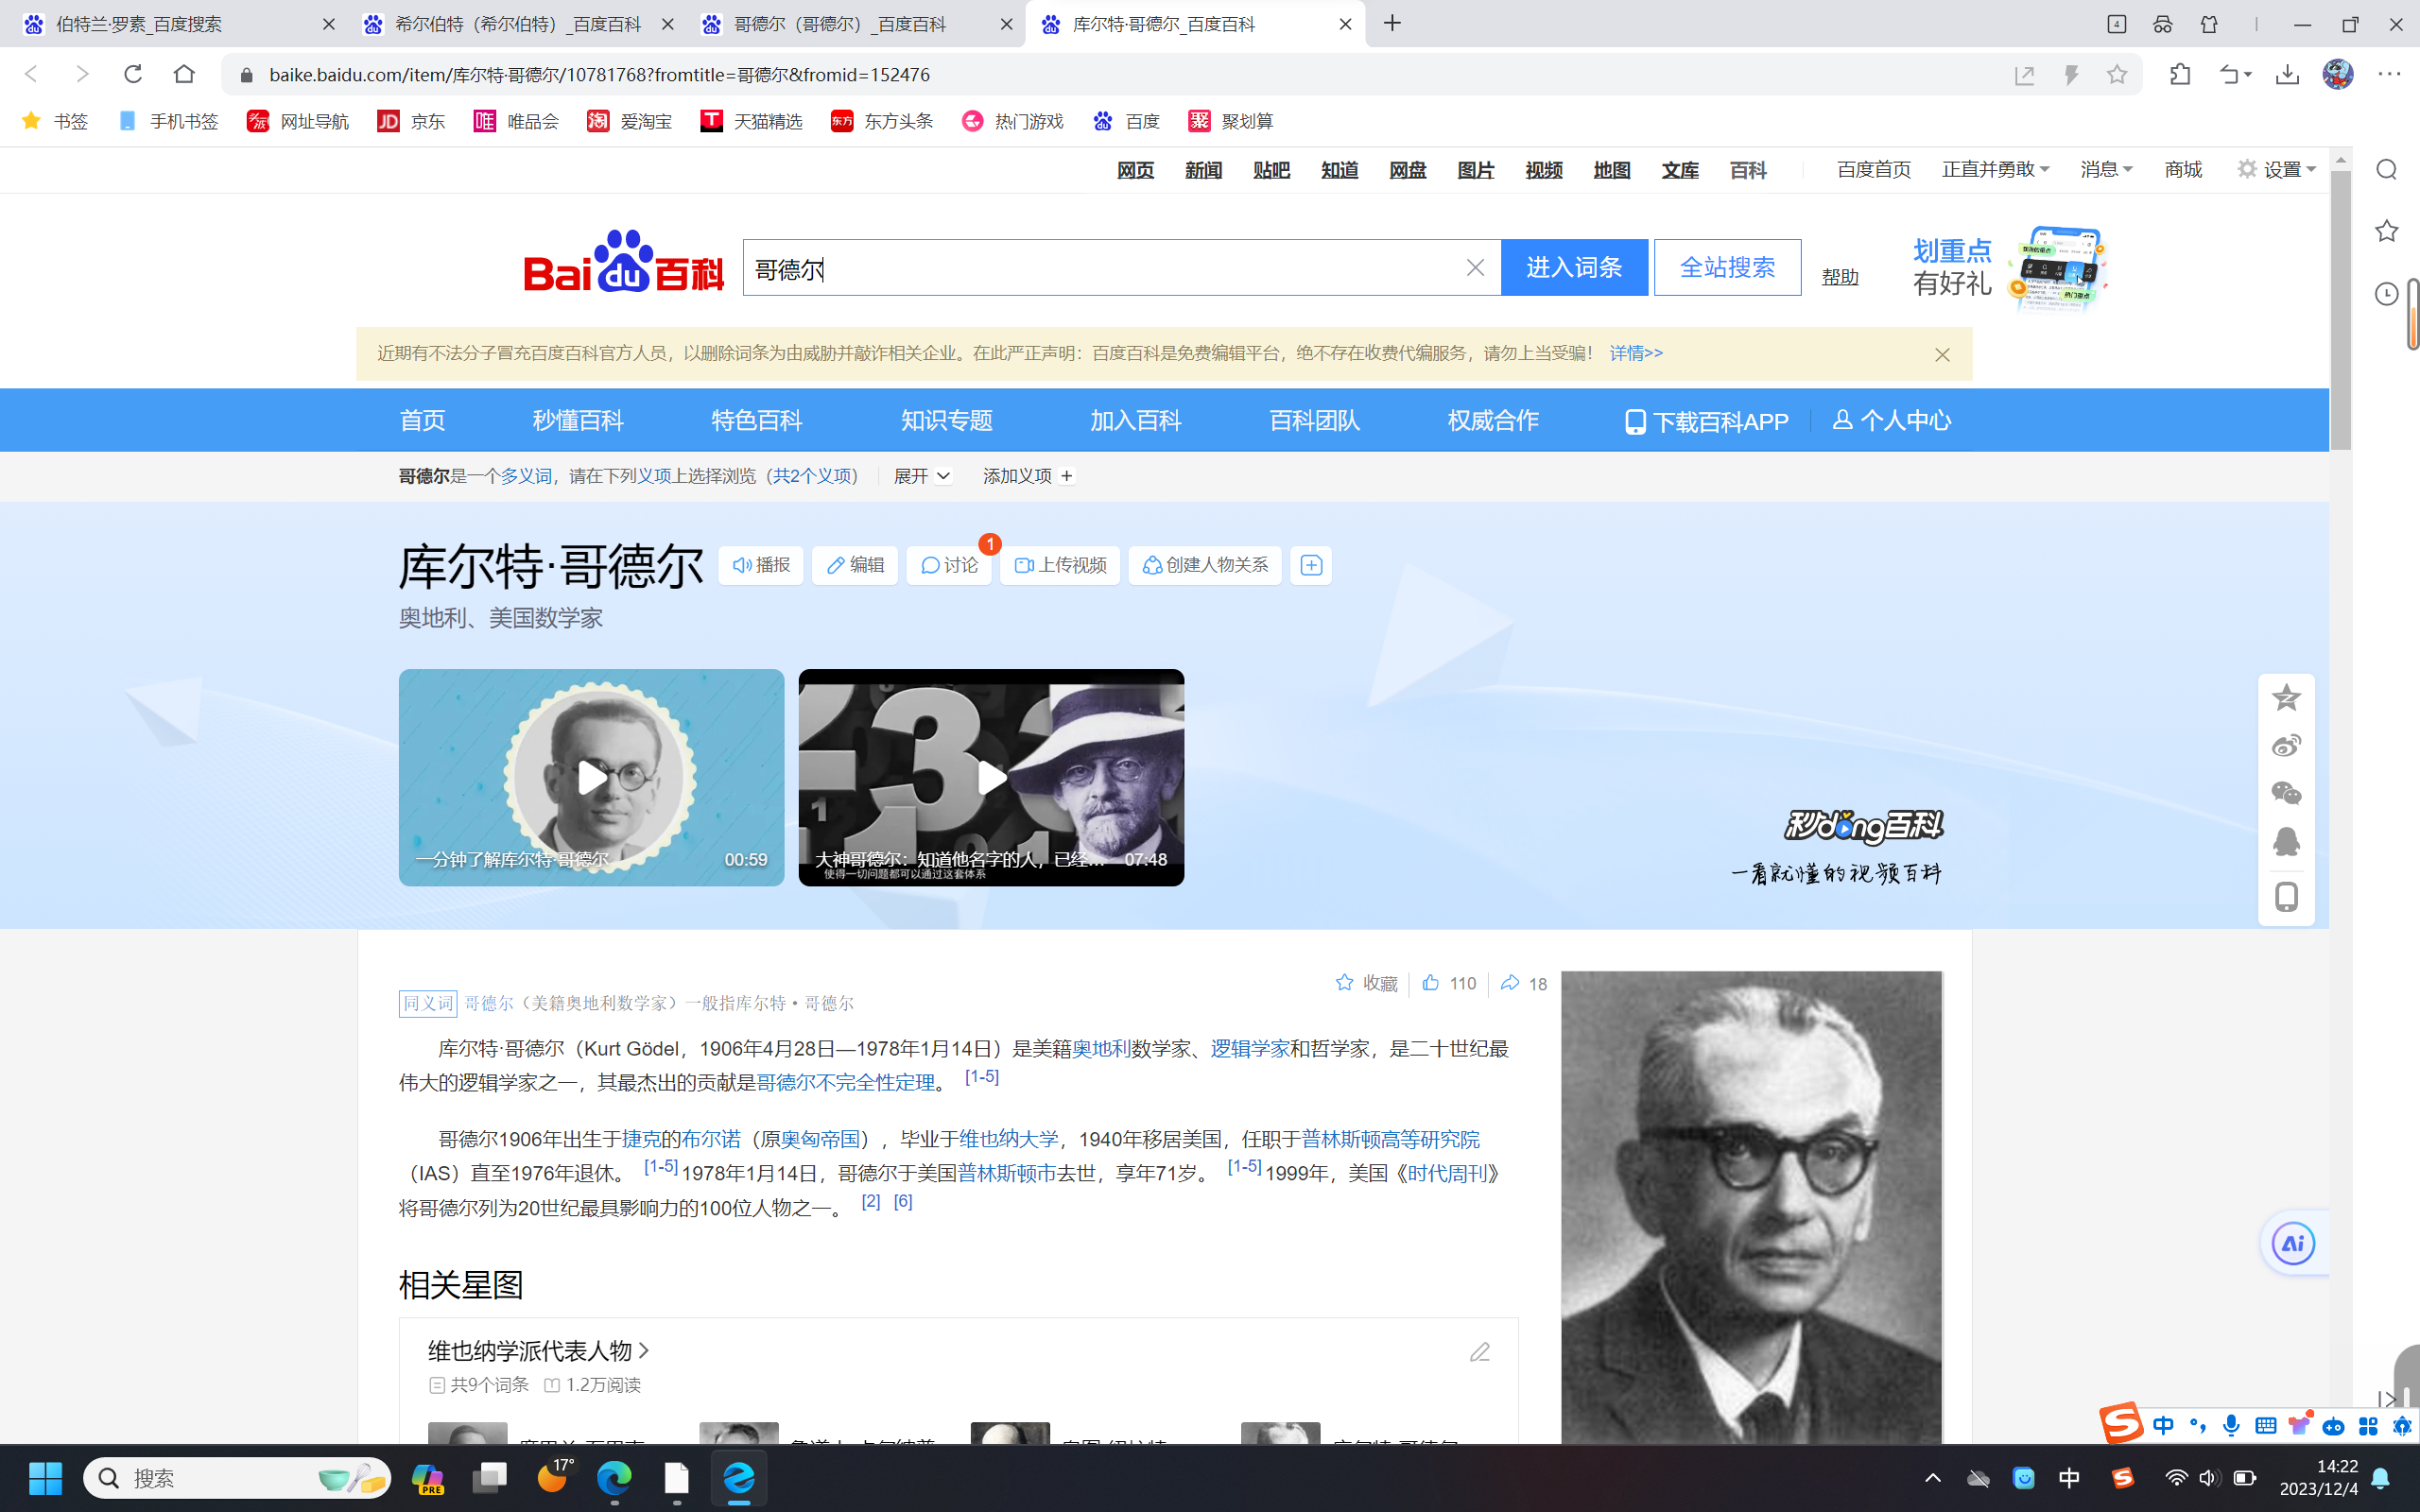 伯特兰·罗素_百度搜索
希尔伯特（希尔伯特）_百度百科
哥德尔（哥德尔）_百度百科
库尔特·哥德尔_百度百科
4
baike.baidu.com/item/库尔特·哥德尔/10781768?fromtitle=哥德尔&fromid=152476
书签 手机书签 网址导航 京东 唯品会 爱淘宝 天猫精选 东方头条 热门游戏 百度 聚划算
网页 新闻 贴吧 知道 网盘 图片 视频 地图 文库 百科 百度首页 正直并勇敢 消息 商城 设置
Bai du 百科
哥德尔
进入词条
全站搜索
帮助
划重点
有好礼
近期有不法分子冒充百度百科官方人员，以删除词条为由威胁并敲诈相关企业。在此严正声明：百度百科是免费编辑平台，绝不存在收费代编服务，请勿上当受骗！ 详情>>
首页 秒懂百科 特色百科 知识专题 加入百科 百科团队 权威合作 下载百科APP 个人中心
哥德尔是一个多义词，请在下列义项上选择浏览（共2个义项） 展开 添加义项
库尔特·哥德尔 播报 编辑 讨论 1 上传视频 创建人物关系
奥地利、美国数学家
一分钟了解库尔特·哥德尔 00:59
大神哥德尔：知道他名字的人，已经... 07:48
使得一切问题都可以通过这套体系
秒dǒng百科
一看就懂的视频百科
收藏 110 18
同义词 哥德尔（美籍奥地利数学家）一般指库尔特·哥德尔
库尔特·哥德尔（Kurt Gödel，1906年4月28日—1978年1月14日）是美籍奥地利数学家、逻辑学家和哲学家，是二十世纪最
伟大的逻辑学家之一，其最杰出的贡献是哥德尔不完全性定理。 [1-5]
哥德尔1906年出生于捷克的布尔诺（原奥匈帝国），毕业于维也纳大学，1940年移居美国，任职于普林斯顿高等研究院
（IAS）直至1976年退休。 [1-5] 1978年1月14日，哥德尔于美国普林斯顿市去世，享年71岁。 [1-5] 1999年，美国《时代周刊》
将哥德尔列为20世纪最具影响力的100位人物之一。 [2] [6]
Ai
相关星图
维也纳学派代表人物
共9个词条 1.2万阅读
中
搜索
PRE
17°
中
14:22
2023/12/4